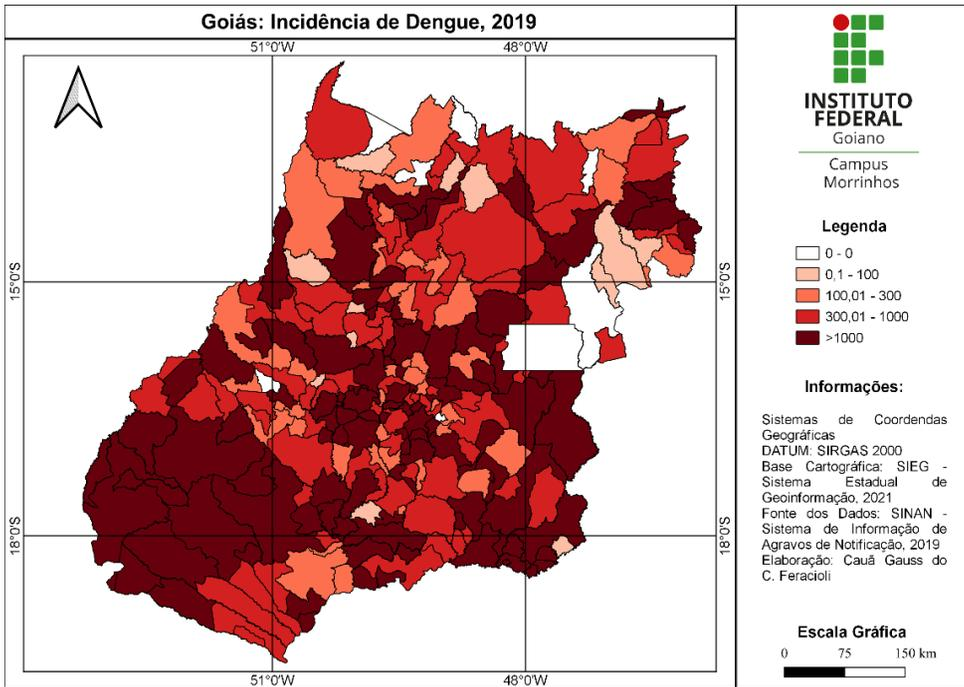 Goiás: Incidência de Dengue, 2019
51°0'W
48°0'W
15°0'S
15°0'S
18°0'S
18°0'S
51°0'W
48°0'W
INSTITUTO
FEDERAL
Goiano
Campus
Morrinhos
Legenda
0 - 0
0,1 - 100
100,01 - 300
300,01 - 1000
>1000
Informações:
Sistemas de Coordendas
Geográficas
DATUM: SIRGAS 2000
Base Cartográfica: SIEG -
Sistema Estadual de
Geoinformação, 2021
Fonte dos Dados: SINAN -
Sistema de Informação de
Agravos de Notificação, 2019
Elaboração: Cauã Gauss do
C. Feracioli
Escala Gráfica
0 75 150 km